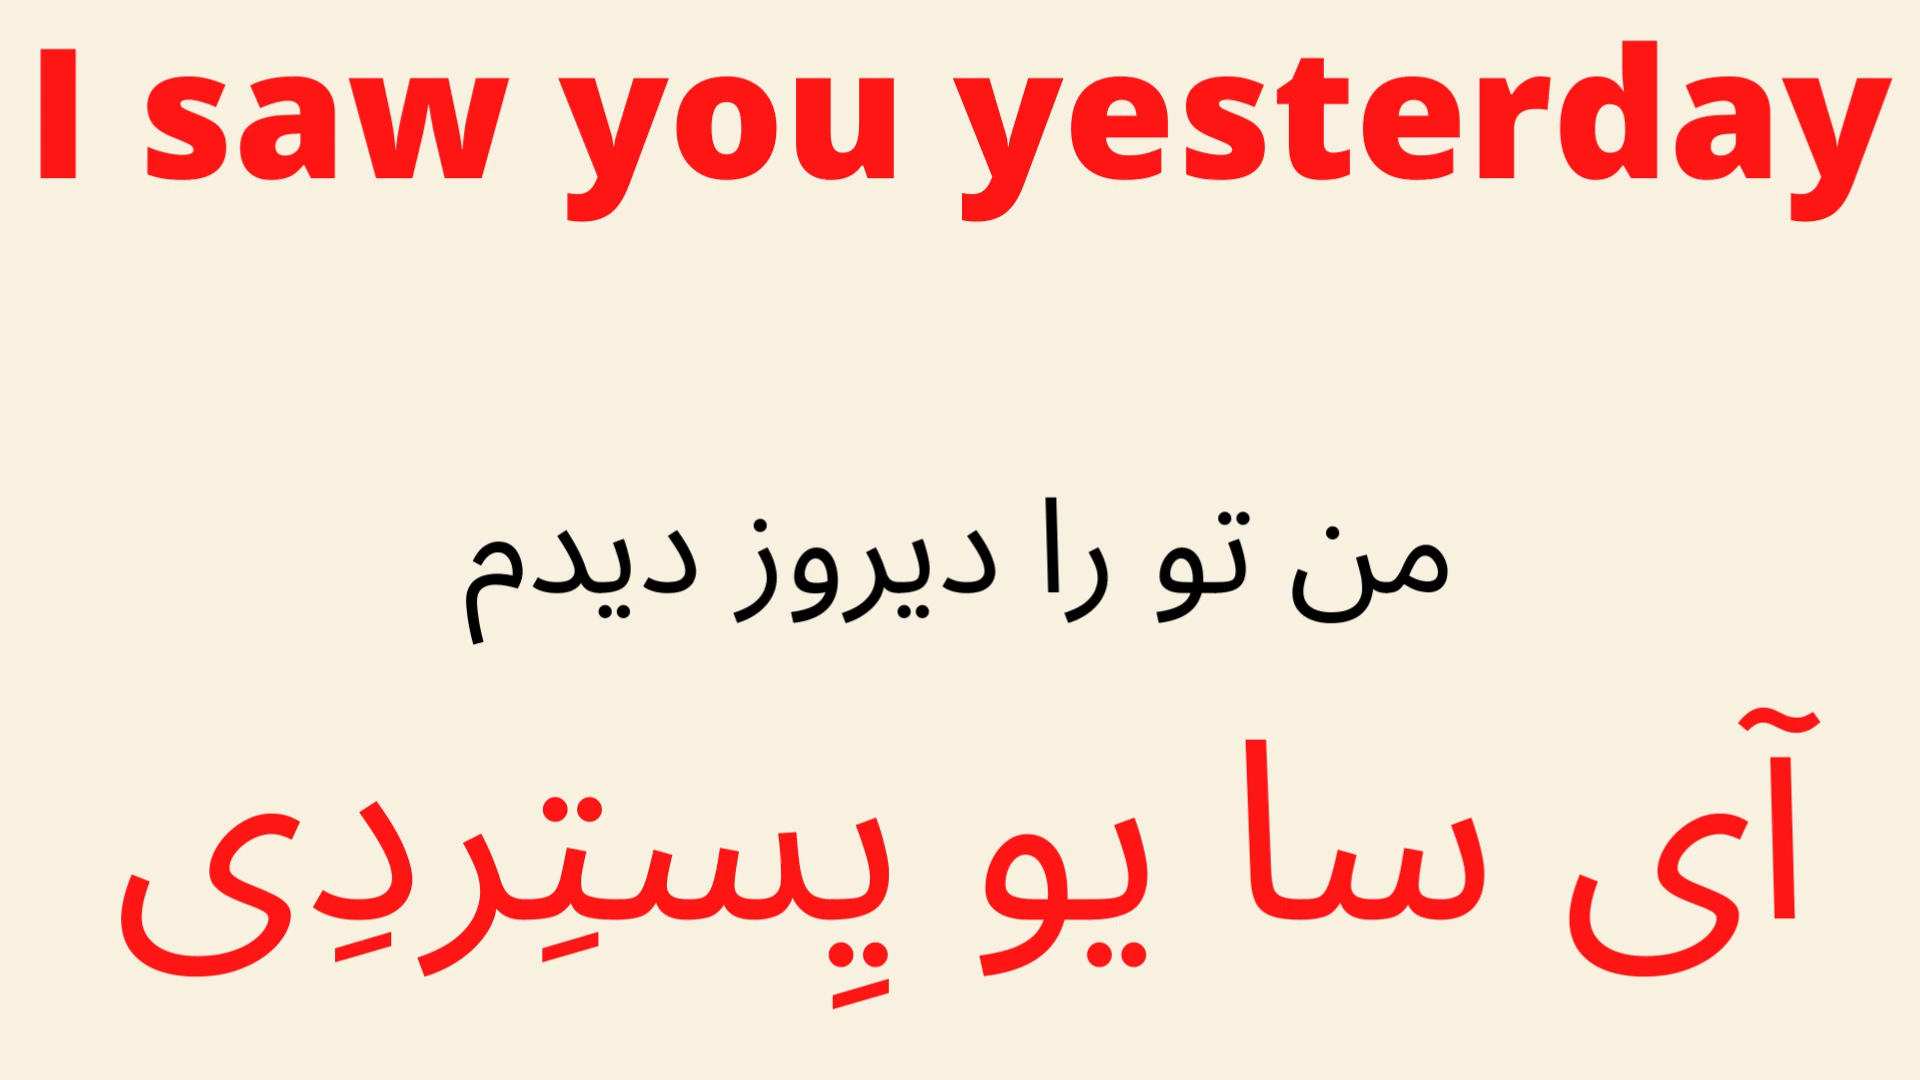 I saw you yesterday
من تو را دیروز دیدم
آی سا یو یِستِردِی